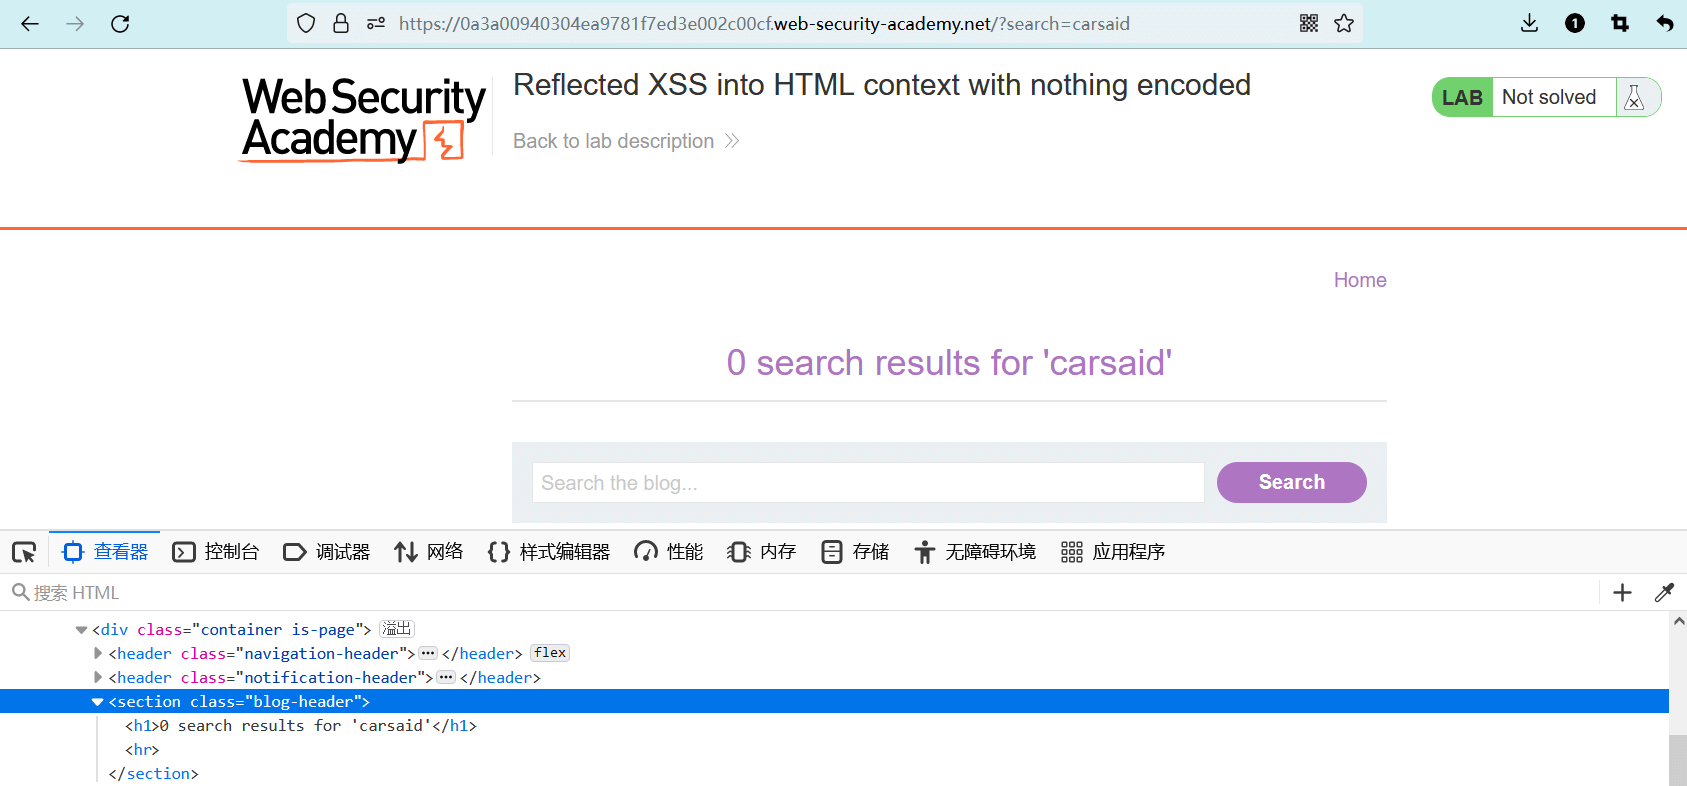 https://0a3a00940304ea9781f7ed3e002c00cf.web-security-academy.net/?search=carsaid
1
Web Security
Academy
Reflected XSS into HTML context with nothing encoded
Back to lab description
LAB Not solved
Home
0 search results for 'carsaid'
Search the blog...
Search
查看器 控制台 调试器 网络 {} 样式编辑器 性能 内存 存储 无障碍环境 应用程序
搜索 HTML
<div class="container is-page"> 溢出
<header class="navigation-header">…</header> flex
<header class="notification-header">…</header>
<section class="blog-header">
<h1>0 search results for 'carsaid'</h1>
<hr>
</section>